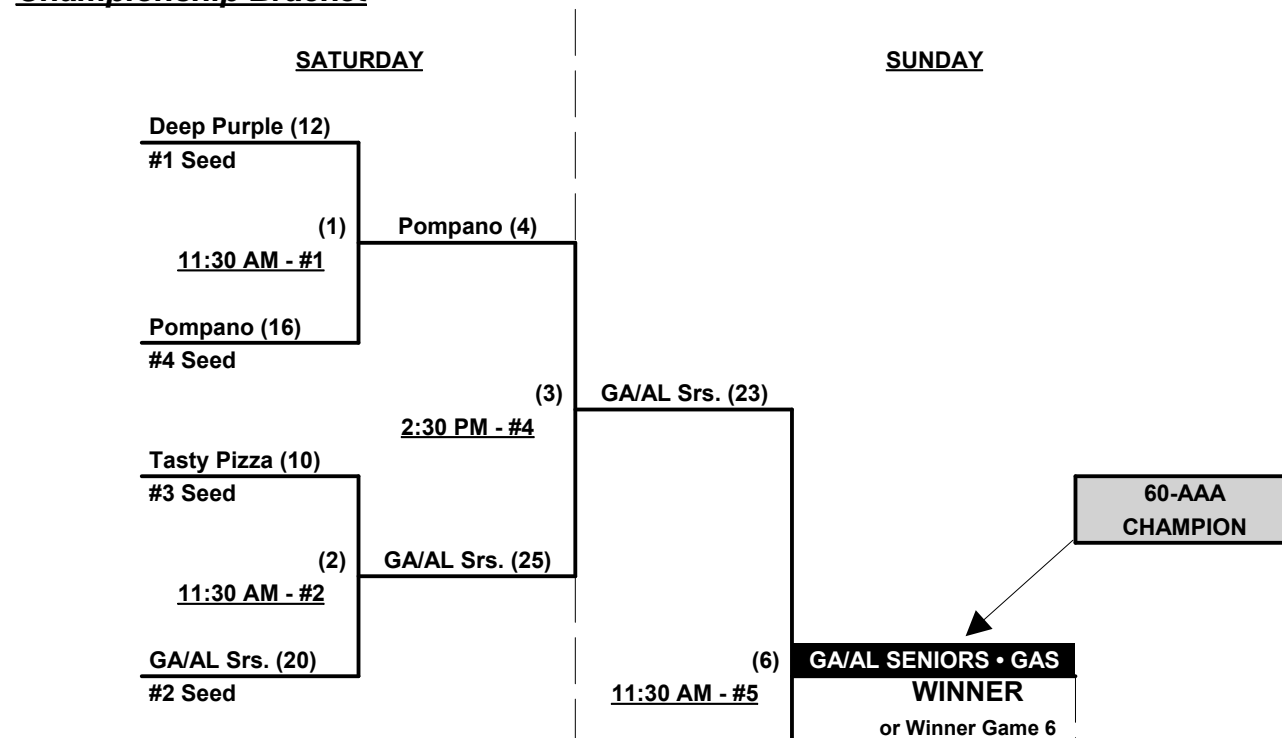 Championship Bracket
SATURDAY
SUNDAY
Deep Purple (12)
#1 Seed
(1)
Pompano (4)
11:30 AM - #1
Pompano (16)
#4 Seed
(3)
GA/AL Srs. (23)
2:30 PM - #4
Tasty Pizza (10)
#3 Seed
60-AAA
CHAMPION
(2)
GA/AL Srs. (25)
11:30 AM - #2
GA/AL Srs. (20)
#2 Seed
(6)
GA/AL SENIORS • GAS
11:30 AM - #5
WINNER
or Winner Game 6